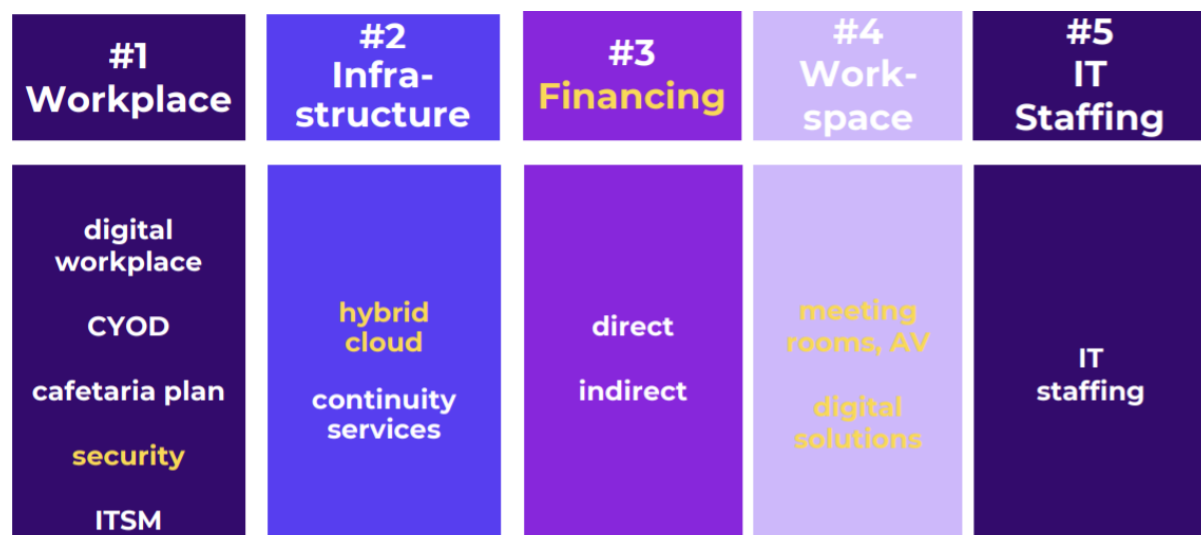 #1
Workplace
#2
Infra-
structure
#3
Financing
#4
Work-
space
#5
IT
Staffing
digital
workplace
CYOD
cafetaria plan
security
ITSM
hybrid
cloud
continuity
services
direct
indirect
meeting
rooms, AV
digital
solutions
IT
staffing